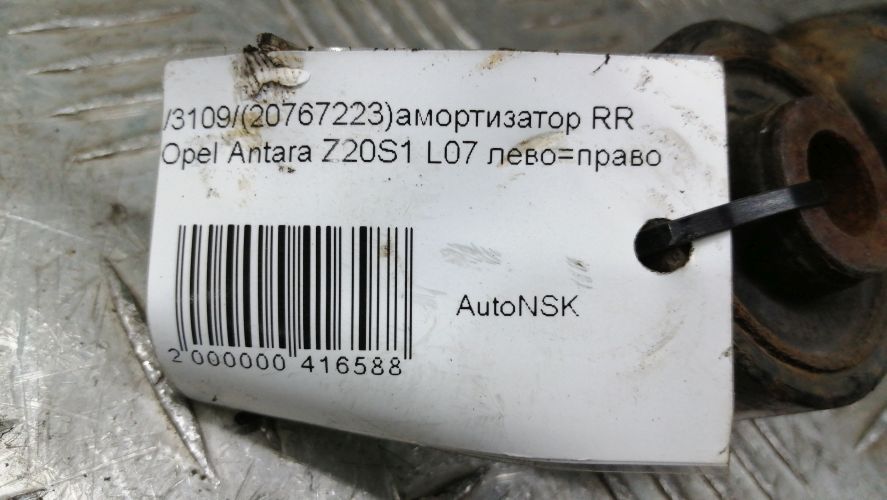 /3109/(20767223)амортизатор RR
Opel Antara Z20S1 L07 лево=право
AutoNSK
2 000000 416588